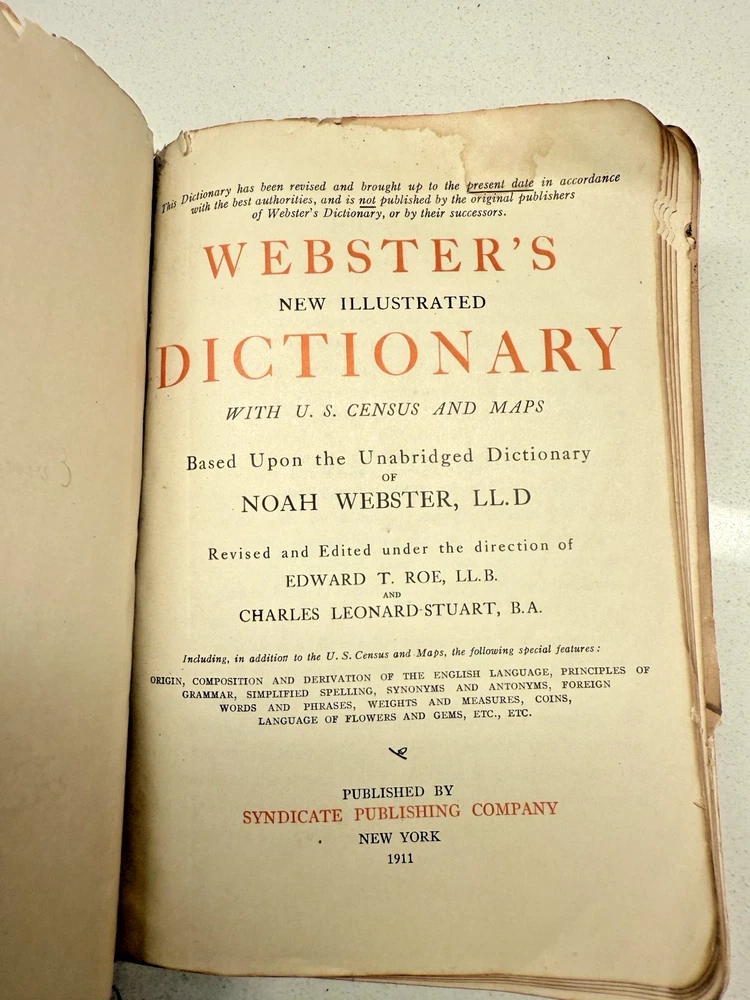 This Dictionary has been revised and brought up to the present date in accordance
with the best authorities, and is not published by the original publishers
of Webster's Dictionary, or by their successors.
WEBSTER'S
NEW ILLUSTRATED
DICTIONARY
WITH U. S. CENSUS AND MAPS
Based Upon the Unabridged Dictionary
OF
NOAH WEBSTER, LL.D
Revised and Edited under the direction of
EDWARD T. ROE, LL.B.
AND
CHARLES LEONARD-STUART, B.A.
Including, in addition to the U. S. Census and Maps, the following special features:
ORIGIN, COMPOSITION AND DERIVATION OF THE ENGLISH LANGUAGE, PRINCIPLES OF
GRAMMAR, SIMPLIFIED SPELLING, SYNONYMS AND ANTONYMS, FOREIGN
WORDS AND PHRASES, WEIGHTS AND MEASURES, COINS,
LANGUAGE OF FLOWERS AND GEMS, ETC., ETC.
PUBLISHED BY
SYNDICATE PUBLISHING COMPANY
NEW YORK
1911